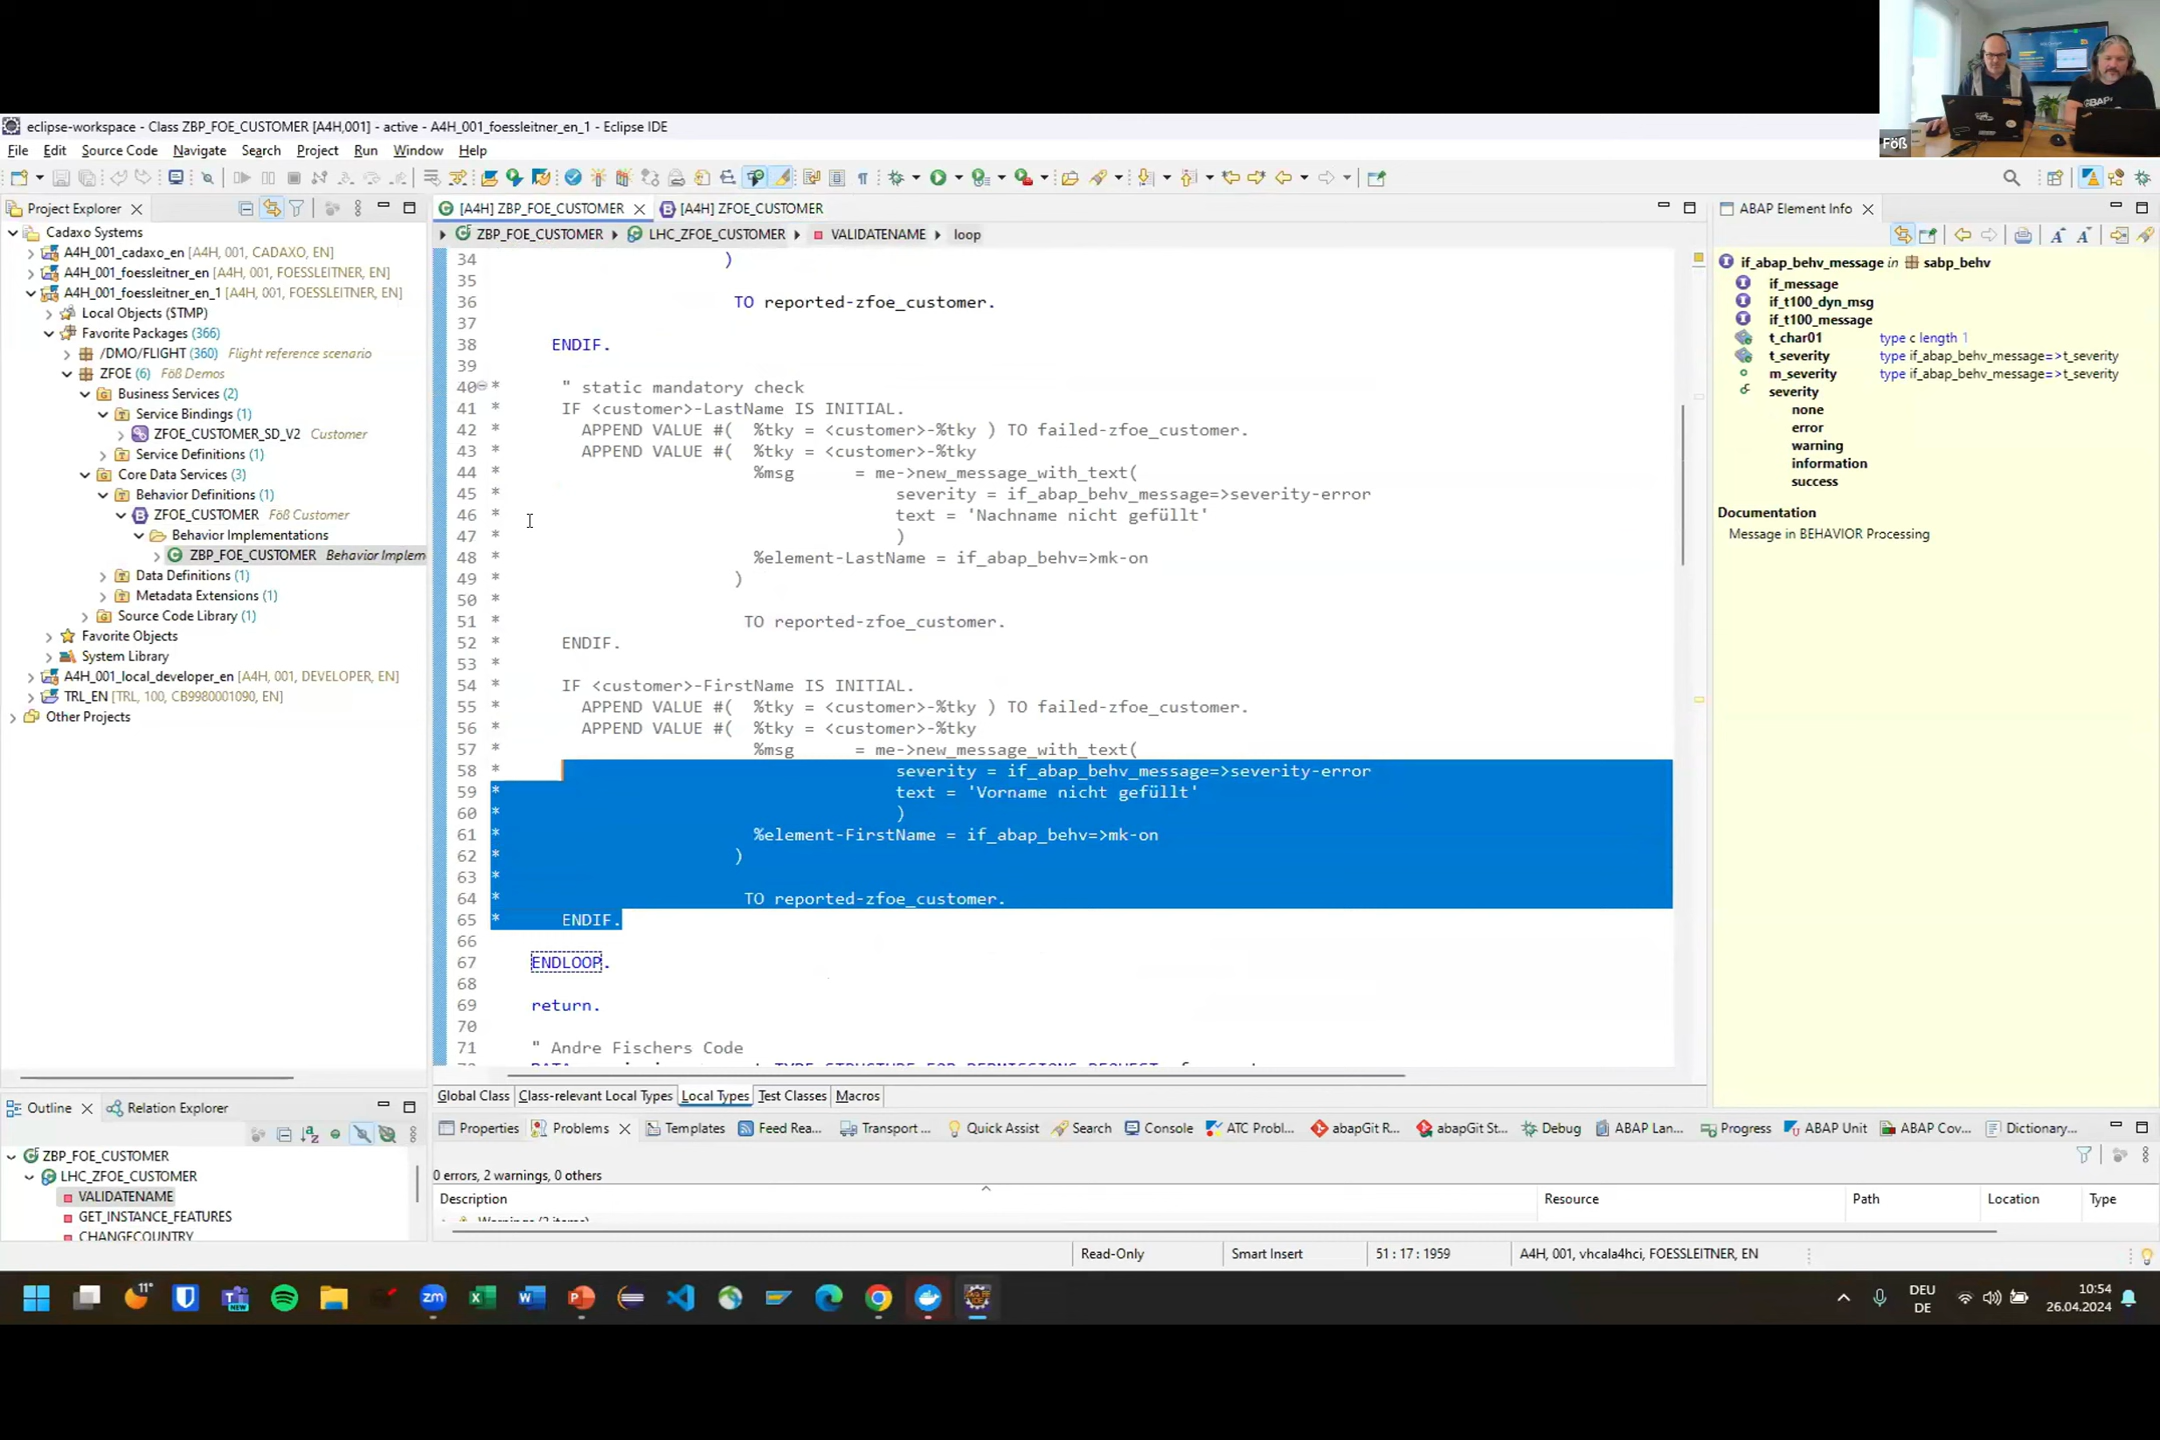 eclipse-workspace - Class ZBP_FOE_CUSTOMER [A4H,001] - active - A4H_001_foessleitner_en_1 - Eclipse IDE
Föß
File Edit Source Code Navigate Search Project Run Window Help
Project Explorer
Cadaxo Systems
A4H_001_cadaxo_en [A4H, 001, CADAXO, EN]
A4H_001_foessleitner_en [A4H, 001, FOESSLEITNER, EN]
A4H_001_foessleitner_en_1 [A4H, 001, FOESSLEITNER, EN]
Local Objects ($TMP)
Favorite Packages (366)
/DMO/FLIGHT (360) Flight reference scenario
ZFOE (6) Föß Demos
Business Services (2)
Service Bindings (1)
ZFOE_CUSTOMER_SD_V2 Customer
Service Definitions (1)
Core Data Services (3)
Behavior Definitions (1)
ZFOE_CUSTOMER Föß Customer
Behavior Implementations
ZBP_FOE_CUSTOMER Behavior Implem
Data Definitions (1)
Metadata Extensions (1)
Source Code Library (1)
Favorite Objects
System Library
A4H_001_local_developer_en [A4H, 001, DEVELOPER, EN]
TRL_EN [TRL, 100, CB9980001090, EN]
Other Projects
[A4H] ZBP_FOE_CUSTOMER [A4H] ZFOE_CUSTOMER
ZBP_FOE_CUSTOMER LHC_ZFOE_CUSTOMER VALIDATENAME loop
34 )
35
36 TO reported-zfoe_customer.
37
38 ENDIF.
39
40 * " static mandatory check
41 * IF <customer>-LastName IS INITIAL.
42 * APPEND VALUE #( %tky = <customer>-%tky ) TO failed-zfoe_customer.
43 * APPEND VALUE #( %tky = <customer>-%tky
44 * %msg = me->new_message_with_text(
45 * severity = if_abap_behv_message=>severity-error
46 * text = 'Nachname nicht gefüllt'
47 * )
48 * %element-LastName = if_abap_behv=>mk-on
49 * )
50 *
51 * TO reported-zfoe_customer.
52 * ENDIF.
53 *
54 * IF <customer>-FirstName IS INITIAL.
55 * APPEND VALUE #( %tky = <customer>-%tky ) TO failed-zfoe_customer.
56 * APPEND VALUE #( %tky = <customer>-%tky
57 * %msg = me->new_message_with_text(
58 * severity = if_abap_behv_message=>severity-error
59 * text = 'Vorname nicht gefüllt'
60 * )
61 * %element-FirstName = if_abap_behv=>mk-on
62 * )
63 *
64 * TO reported-zfoe_customer.
65 * ENDIF.
66
67 ENDLOOP.
68
69 return.
70
71 " Andre Fischers Code
ABAP Element Info
if_abap_behv_message in sabp_behv
if_message
if_t100_dyn_msg
if_t100_message
t_char01 type c length 1
t_severity type if_abap_behv_message=>t_severity
m_severity type if_abap_behv_message=>t_severity
severity
none
error
warning
information
success
Documentation
Message in BEHAVIOR Processing
Global Class Class-relevant Local Types Local Types Test Classes Macros
Outline Relation Explorer
ZBP_FOE_CUSTOMER
LHC_ZFOE_CUSTOMER
VALIDATENAME
GET_INSTANCE_FEATURES
CHANGECOUNTRY
Properties Problems Templates Feed Rea... Transport ... Quick Assist Search Console ATC Probl... abapGit R... abapGit St... Debug ABAP Lan... Progress ABAP Unit ABAP Cov... Dictionary...
0 errors, 2 warnings, 0 others
Description Resource Path Location Type
Warnings (2 items)
Read-Only Smart Insert 51 : 17 : 1959 A4H, 001, vhcala4hci, FOESSLEITNER, EN
11°
DEU
DE
10:54
26.04.2024